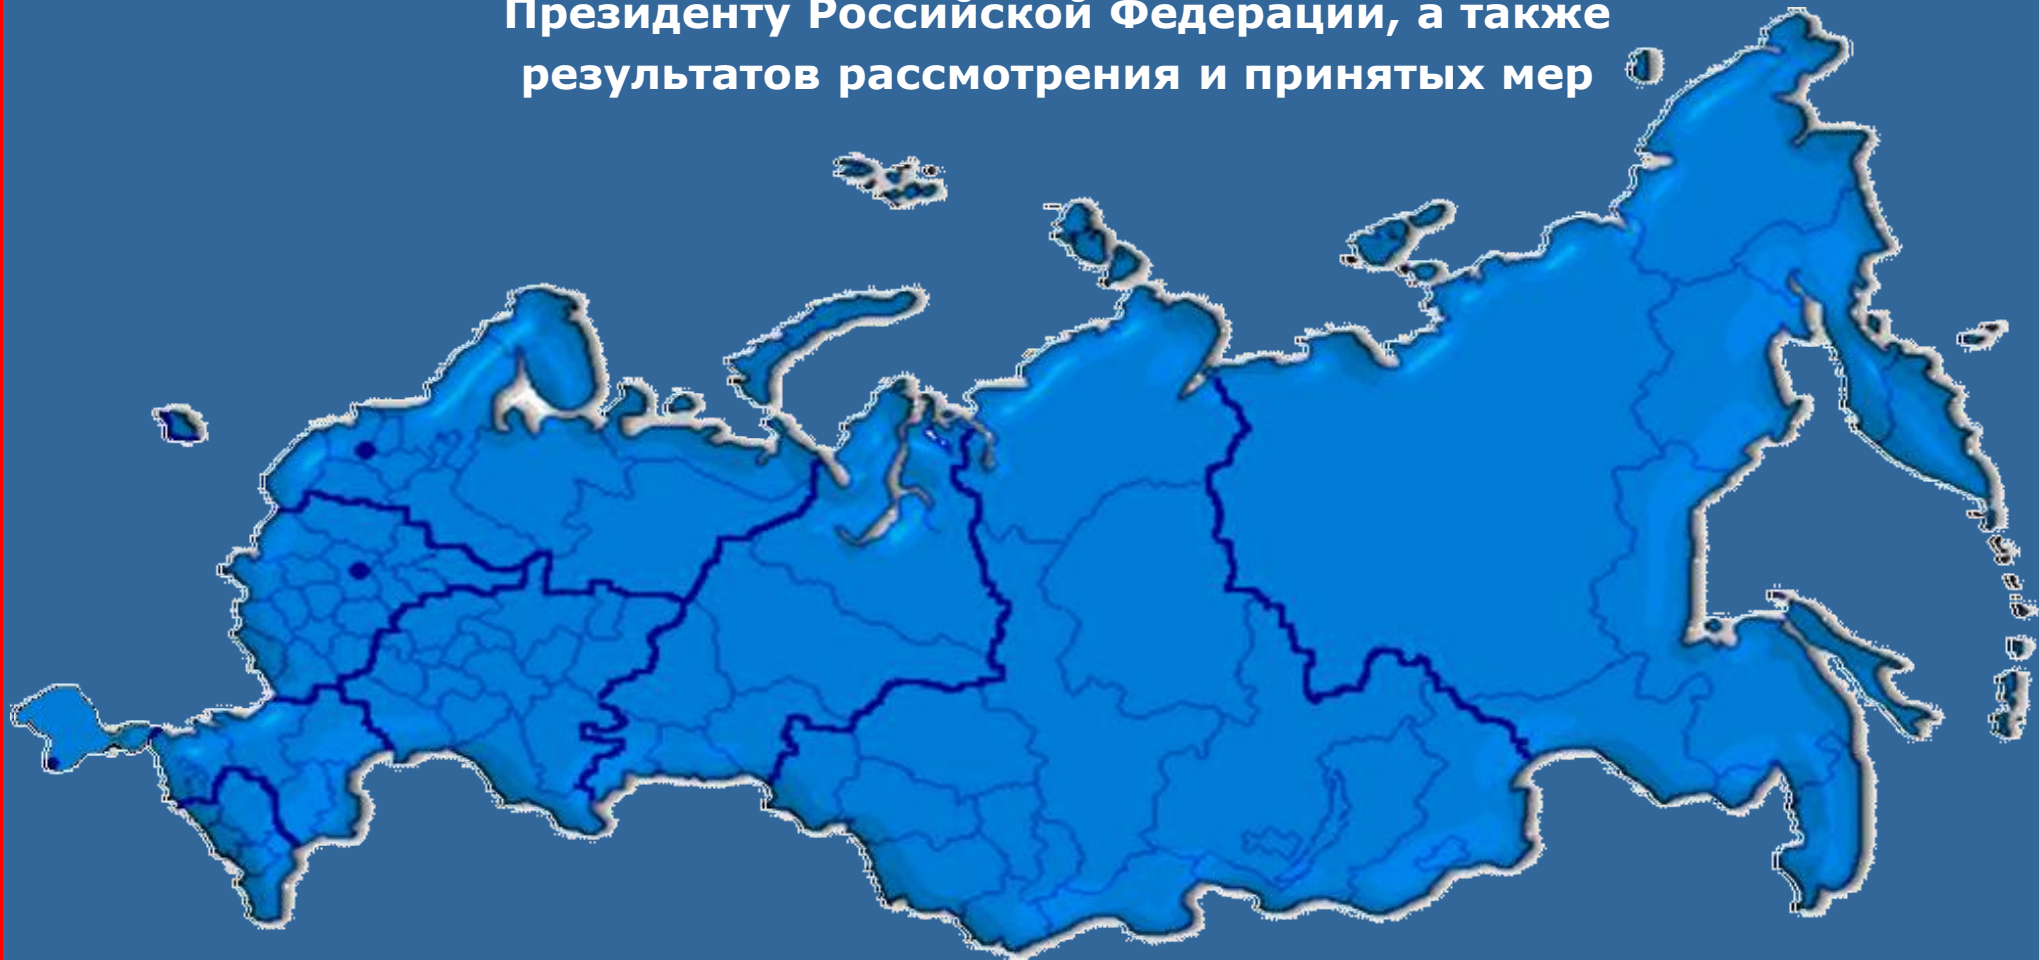 Президенту Российской Федерации, а также
результатов рассмотрения и принятых мер